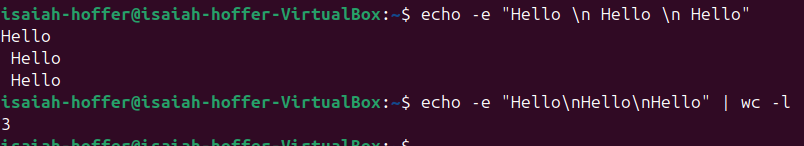 isaiah-hoffer@isaiah-hoffer-VirtualBox:~$ echo -e "Hello \n Hello \n Hello"
Hello
 Hello
 Hello
isaiah-hoffer@isaiah-hoffer-VirtualBox:~$ echo -e "Hello\nHello\nHello" | wc -l
3
isaiah-hoffer@isaiah-hoffer-VirtualBox:~$